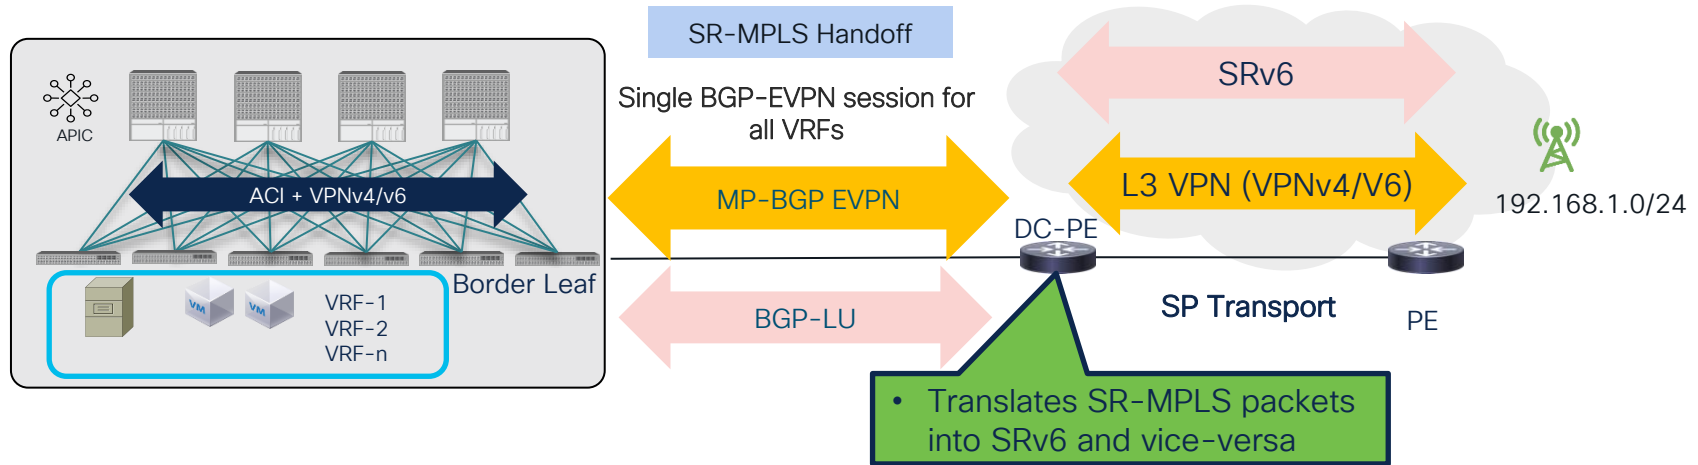 SR-MPLS Handoff
Single BGP-EVPN session for
all VRFs
APIC
ACI + VPNv4/v6
MP-BGP EVPN
BGP-LU
Border Leaf
VM
VM
VRF-1
VRF-2
VRF-n
SRv6
L3 VPN (VPNv4/V6)
192.168.1.0/24
DC-PE
SP Transport
PE
• Translates SR-MPLS packets
into SRv6 and vice-versa